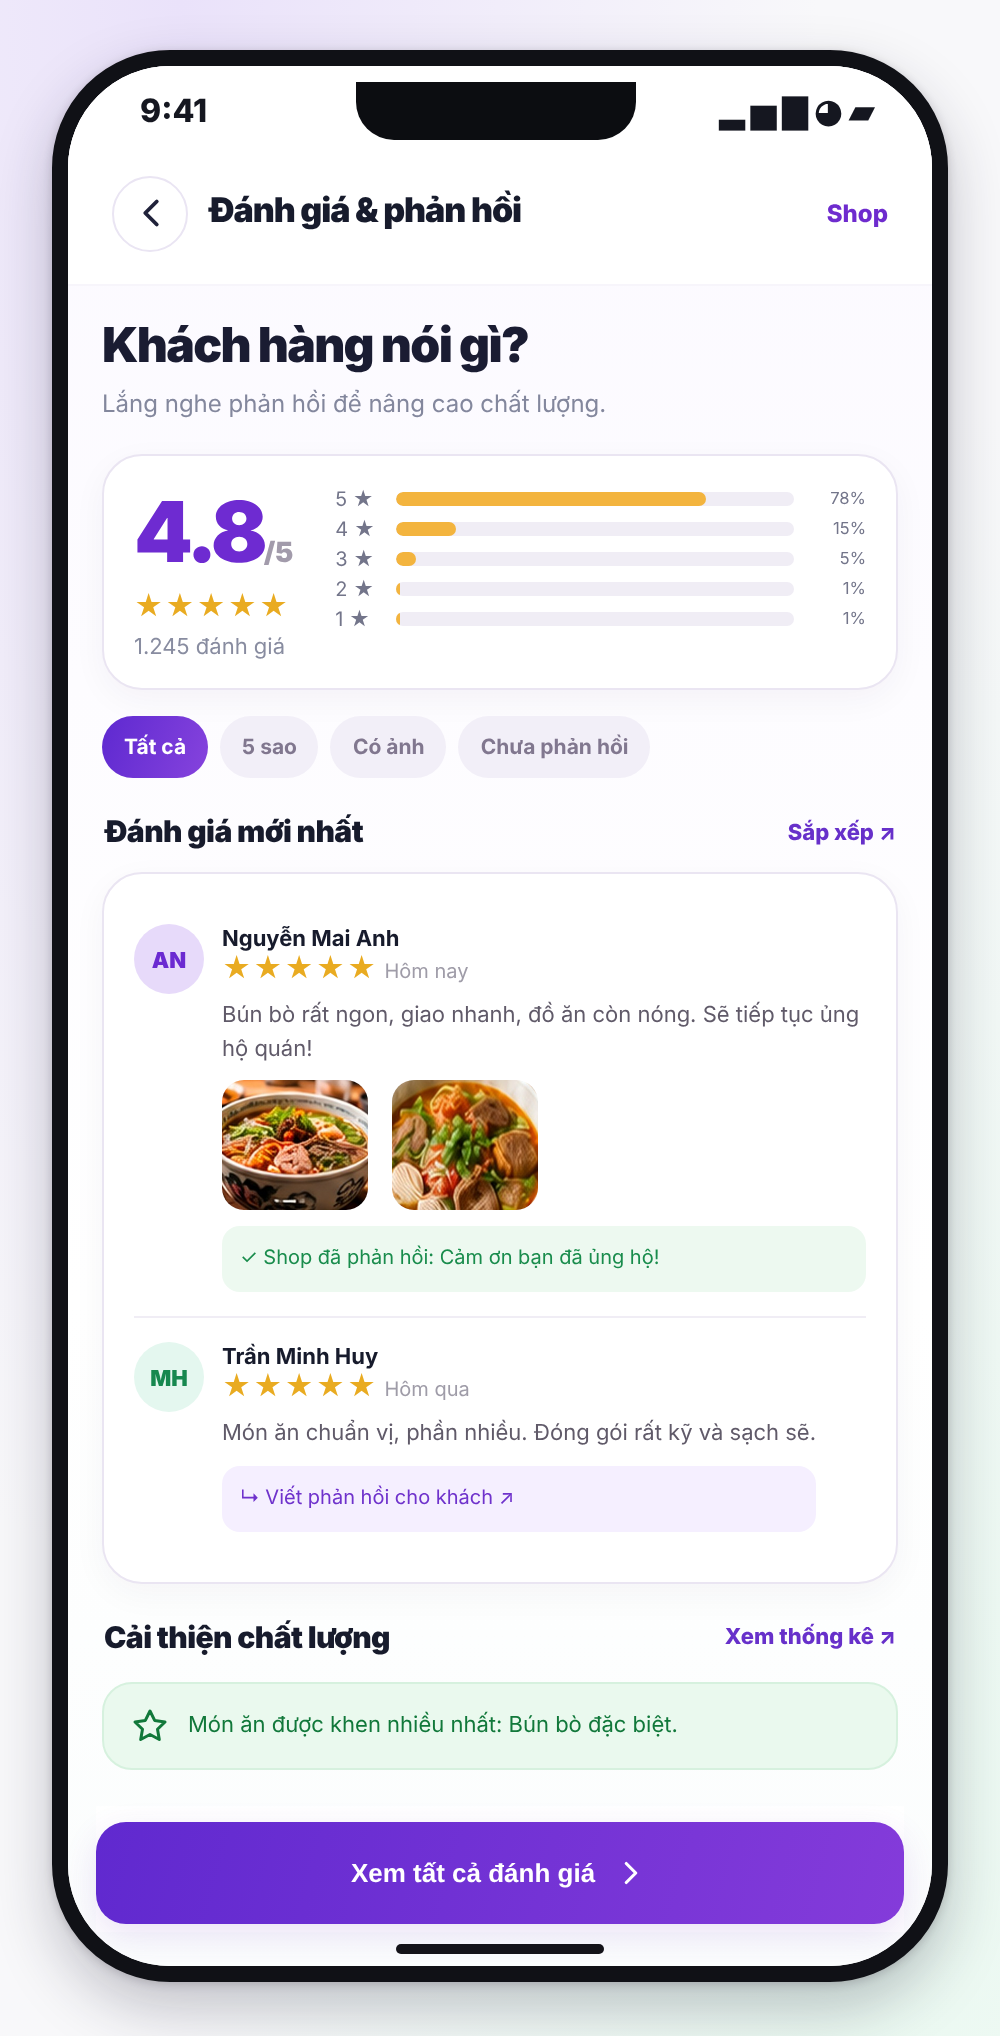 9:41
Đánh giá & phản hồi
Shop
Khách hàng nói gì?
Lắng nghe phản hồi để nâng cao chất lượng.
4.8/5
★★★★★
1.245 đánh giá
5 ★ 78%
4 ★ 15%
3 ★ 5%
2 ★ 1%
1 ★ 1%
Tất cả 5 sao Có ảnh Chưa phản hồi
Đánh giá mới nhất
Sắp xếp ↗
AN
Nguyễn Mai Anh
★★★★★ Hôm nay
Bún bò rất ngon, giao nhanh, đồ ăn còn nóng. Sẽ tiếp tục ủng
hộ quán!
✓ Shop đã phản hồi: Cảm ơn bạn đã ủng hộ!
MH
Trần Minh Huy
★★★★★ Hôm qua
Món ăn chuẩn vị, phần nhiều. Đóng gói rất kỹ và sạch sẽ.
↳ Viết phản hồi cho khách ↗
Cải thiện chất lượng
Xem thống kê ↗
Món ăn được khen nhiều nhất: Bún bò đặc biệt.
Xem tất cả đánh giá